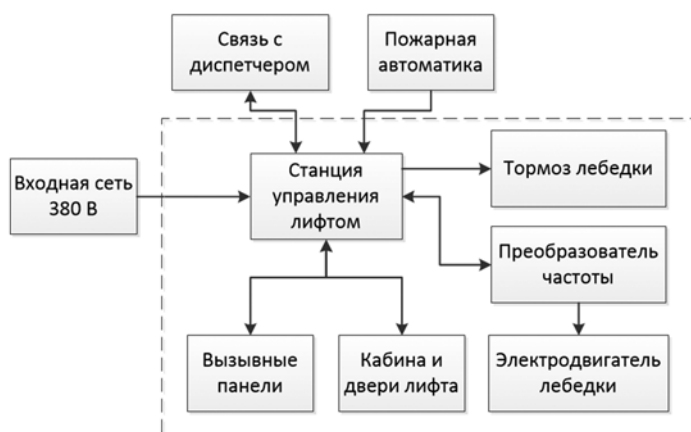 Связь с
диспетчером
Пожарная
автоматика
Входная сеть
380 В
Станция
управления
лифтом
Тормоз лебедки
Преобразователь
частоты
Вызывные
панели
Кабина и
двери лифта
Электродвигатель
лебедки